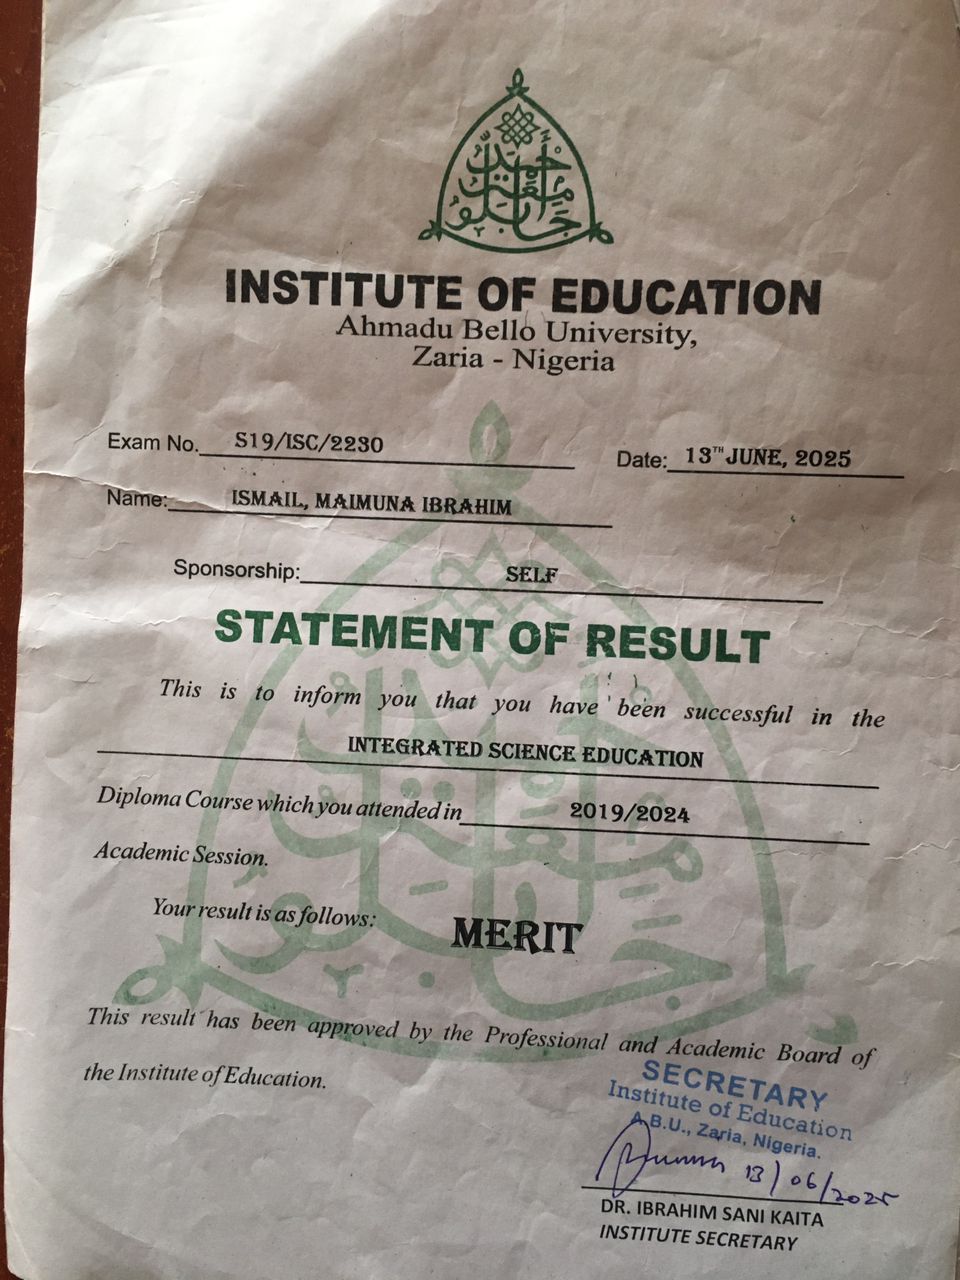 INSTITUTE OF EDUCATION
Ahmadu Bello University,
Zaria - Nigeria
Exam No. S19/ISC/2230
Date: 13TH JUNE, 2025
Name: ISMAIL, MAIMUNA IBRAHIM
Sponsorship: SELF
STATEMENT OF RESULT
This is to inform you that you have been successful in the
INTEGRATED SCIENCE EDUCATION
Diploma Course which you attended in 2019/2024
Academic Session.
Your result is as follows: MERIT
This result has been approved by the Professional and Academic Board of
the Institute of Education.
SECRETARY
Institute of Education
A.B.U., Zaria, Nigeria.
13/06/2025
DR. IBRAHIM SANI KAITA
INSTITUTE SECRETARY